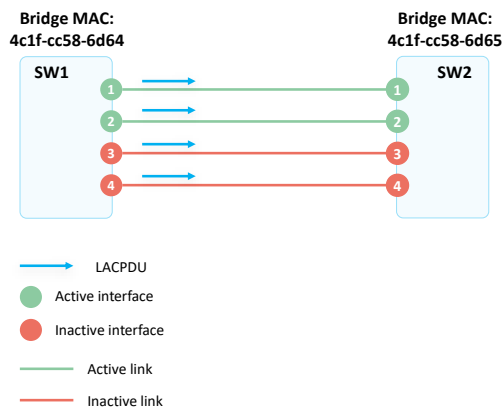 Bridge MAC:
4c1f-cc58-6d64
Bridge MAC:
4c1f-cc58-6d65
SW1
SW2
1
1
2
2
3
3
4
4
LACPDU
Active interface
Inactive interface
Active link
Inactive link